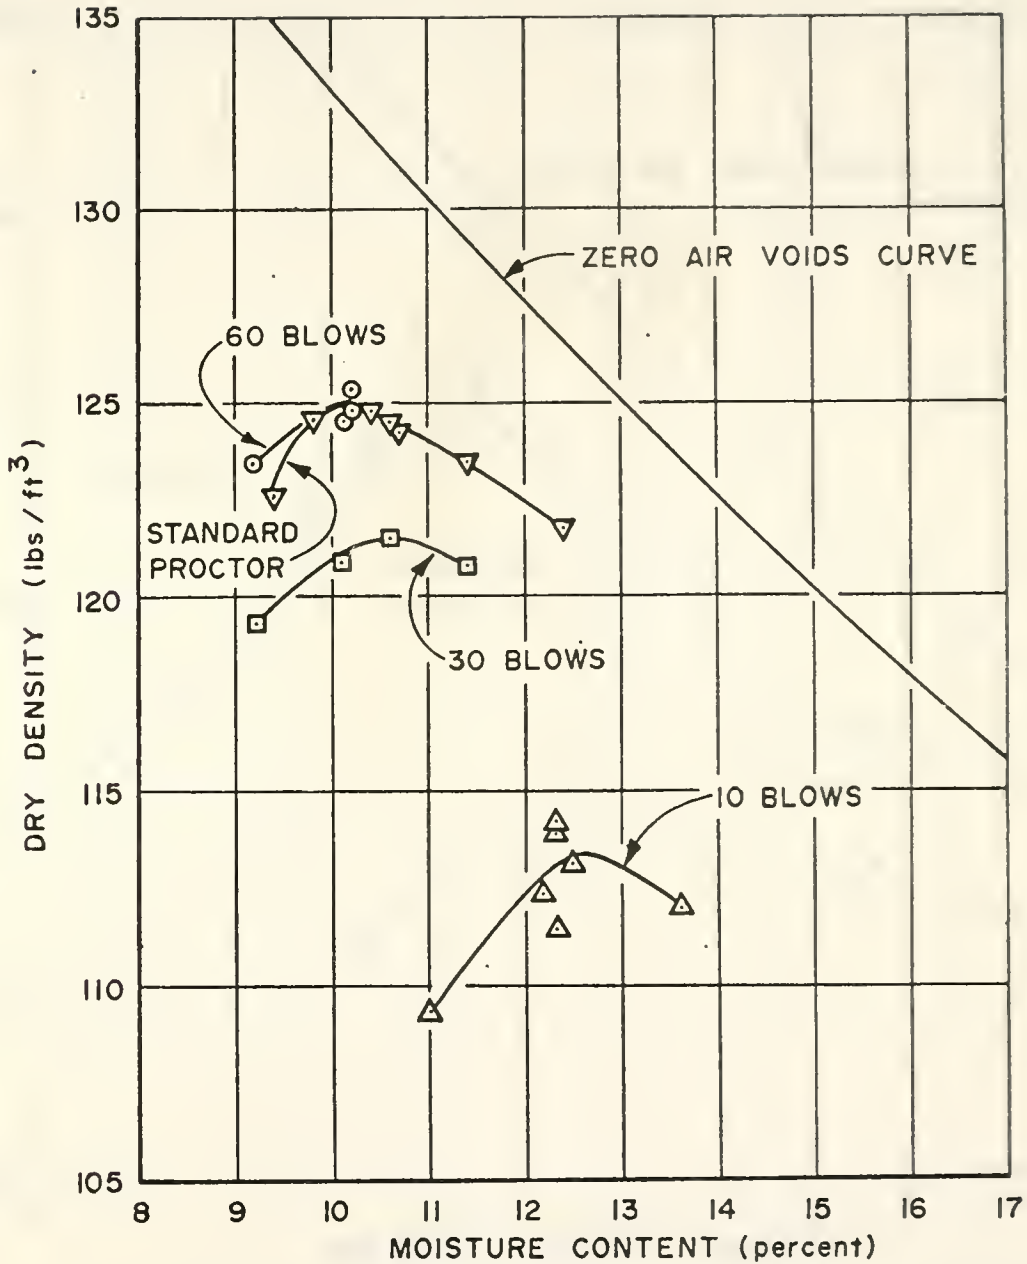 135
130
125
120
115
110
105
DRY DENSITY (lbs/ft³)
ZERO AIR VOIDS CURVE
60 BLOWS
STANDARD
PROCTOR
30 BLOWS
10 BLOWS
8 9 10 11 12 13 14 15 16 17
MOISTURE CONTENT (percent)